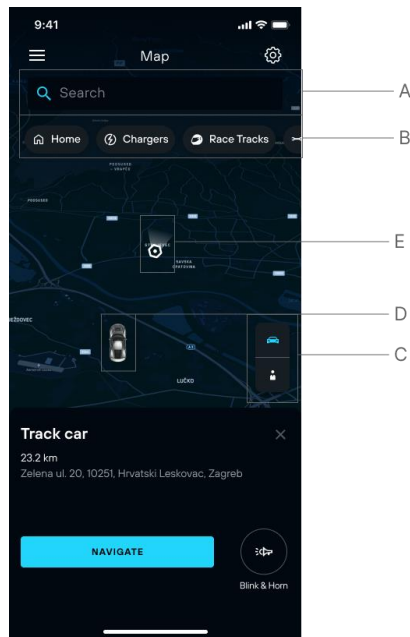 9:41
Map
Search
A
Home
Chargers
Race Tracks
B
PODSUSED
E
D
C
LUČKO
Track car
23.2 km
Zelena ul. 20, 10251, Hrvatski Leskovac, Zagreb
NAVIGATE
Blink & Horn